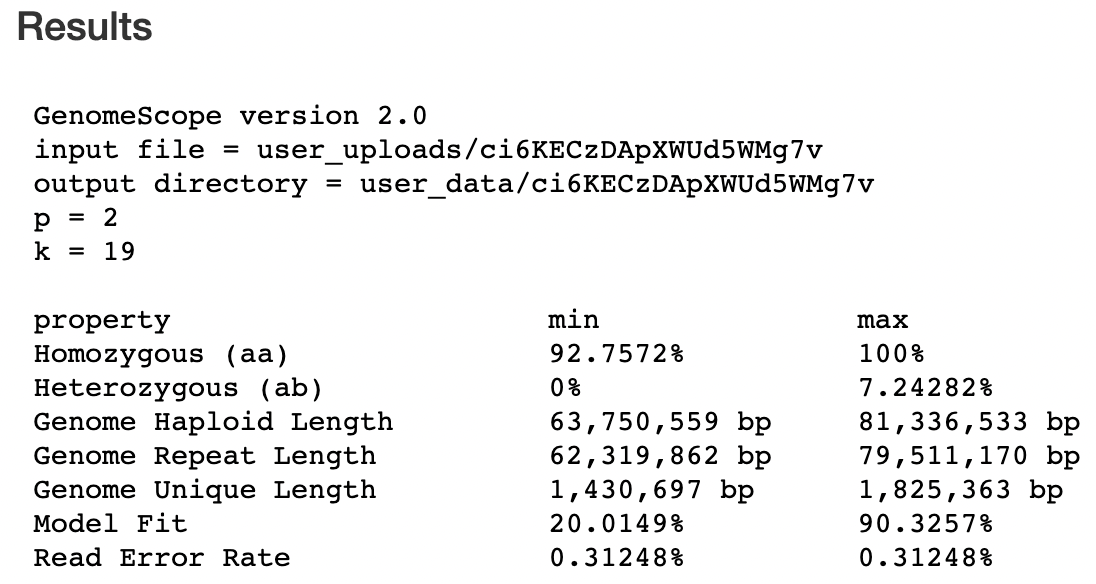 Results
GenomeScope version 2.0
input file = user_uploads/ci6KECzDApXWUd5WMg7v
output directory = user_data/ci6KECzDApXWUd5WMg7v
p = 2
k = 19
property min max
Homozygous (aa) 92.7572% 100%
Heterozygous (ab) 0% 7.24282%
Genome Haploid Length 63,750,559 bp 81,336,533 bp
Genome Repeat Length 62,319,862 bp 79,511,170 bp
Genome Unique Length 1,430,697 bp 1,825,363 bp
Model Fit 20.0149% 90.3257%
Read Error Rate 0.31248% 0.31248%